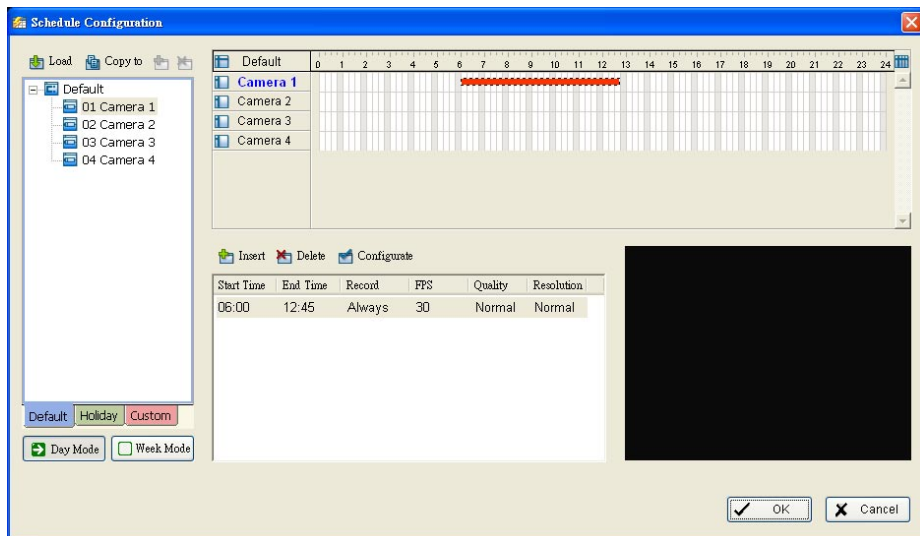 Schedule Configuration
Load Copy to
Default
01 Camera 1
02 Camera 2
03 Camera 3
04 Camera 4
Default Holiday Custom
Day Mode Week Mode
Default 0 1 2 3 4 5 6 7 8 9 10 11 12 13 14 15 16 17 18 19 20 21 22 23 24
Camera 1
Camera 2
Camera 3
Camera 4
Insert Delete Configurate
Start Time End Time Record FPS Quality Resolution
06:00 12:45 Always 30 Normal Normal
OK Cancel